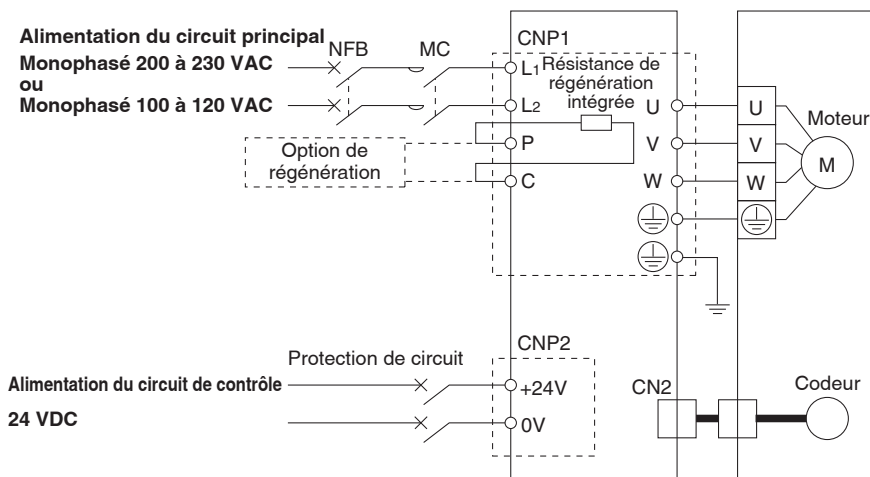 Alimentation du circuit principal
NFB
MC
CNP1
Monophasé 200 à 230 VAC
ou
Monophasé 100 à 120 VAC
L1
Résistance de
régénération
intégrée
L2
U
U
Moteur
Option de
régénération
P
V
V
M
C
W
W
CNP2
Protection de circuit
Alimentation du circuit de contrôle
+24V
CN2
Codeur
24 VDC
0V